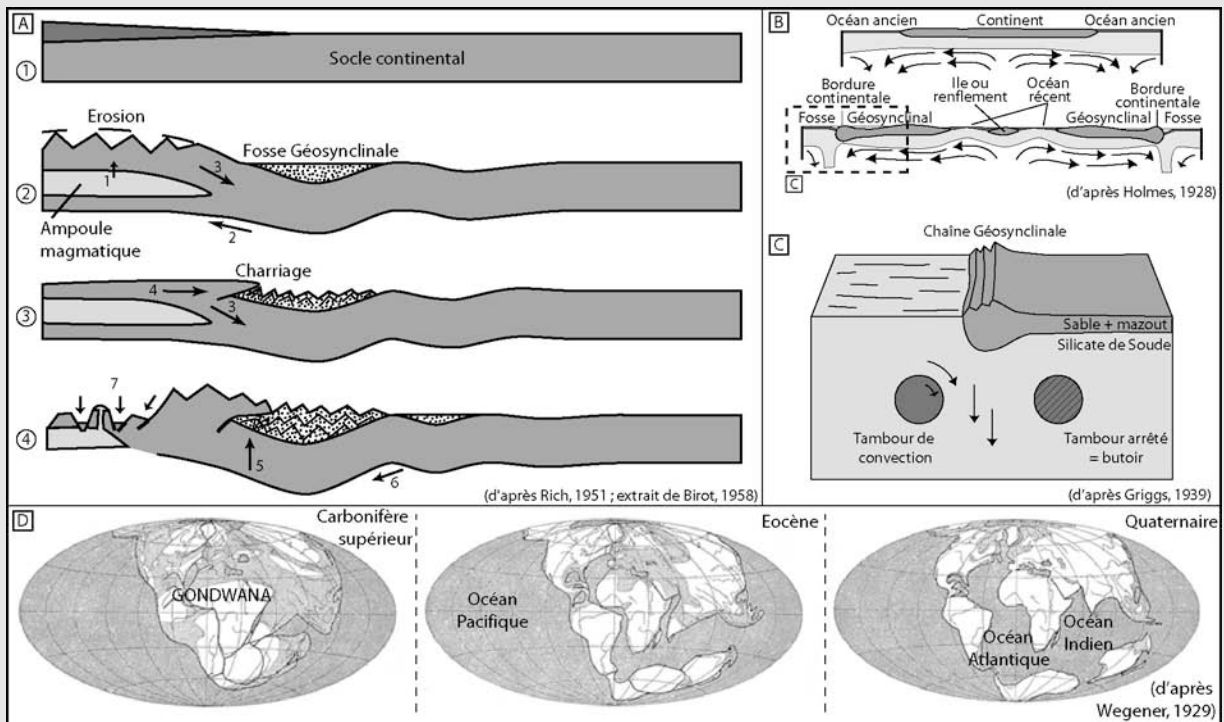 A
1
Socle continental
Erosion
Fosse Géosynclinale
1
3
2
2
Ampoule
magmatique
Charriage
4
3
3
7
4
5
6
(d'après Rich, 1951 ; extrait de Birot, 1958)
B
Océan ancien
Continent
Océan ancien
Bordure
continentale
Ile ou
renflement
Océan
récent
Bordure
continentale
Fosse
Géosynclinal
Géosynclinal
Fosse
C
(d'après Holmes, 1928)
C
Chaîne Géosynclinale
Sable + mazout
Silicate de Soude
Tambour de
convection
Tambour arrêté
= butoir
(d'après Griggs, 1939)
D
Carbonifère
supérieur
GONDWANA
Eocène
Océan
Pacifique
Quaternaire
Océan
Atlantique
Océan
Indien
(d'après
Wegener, 1929)